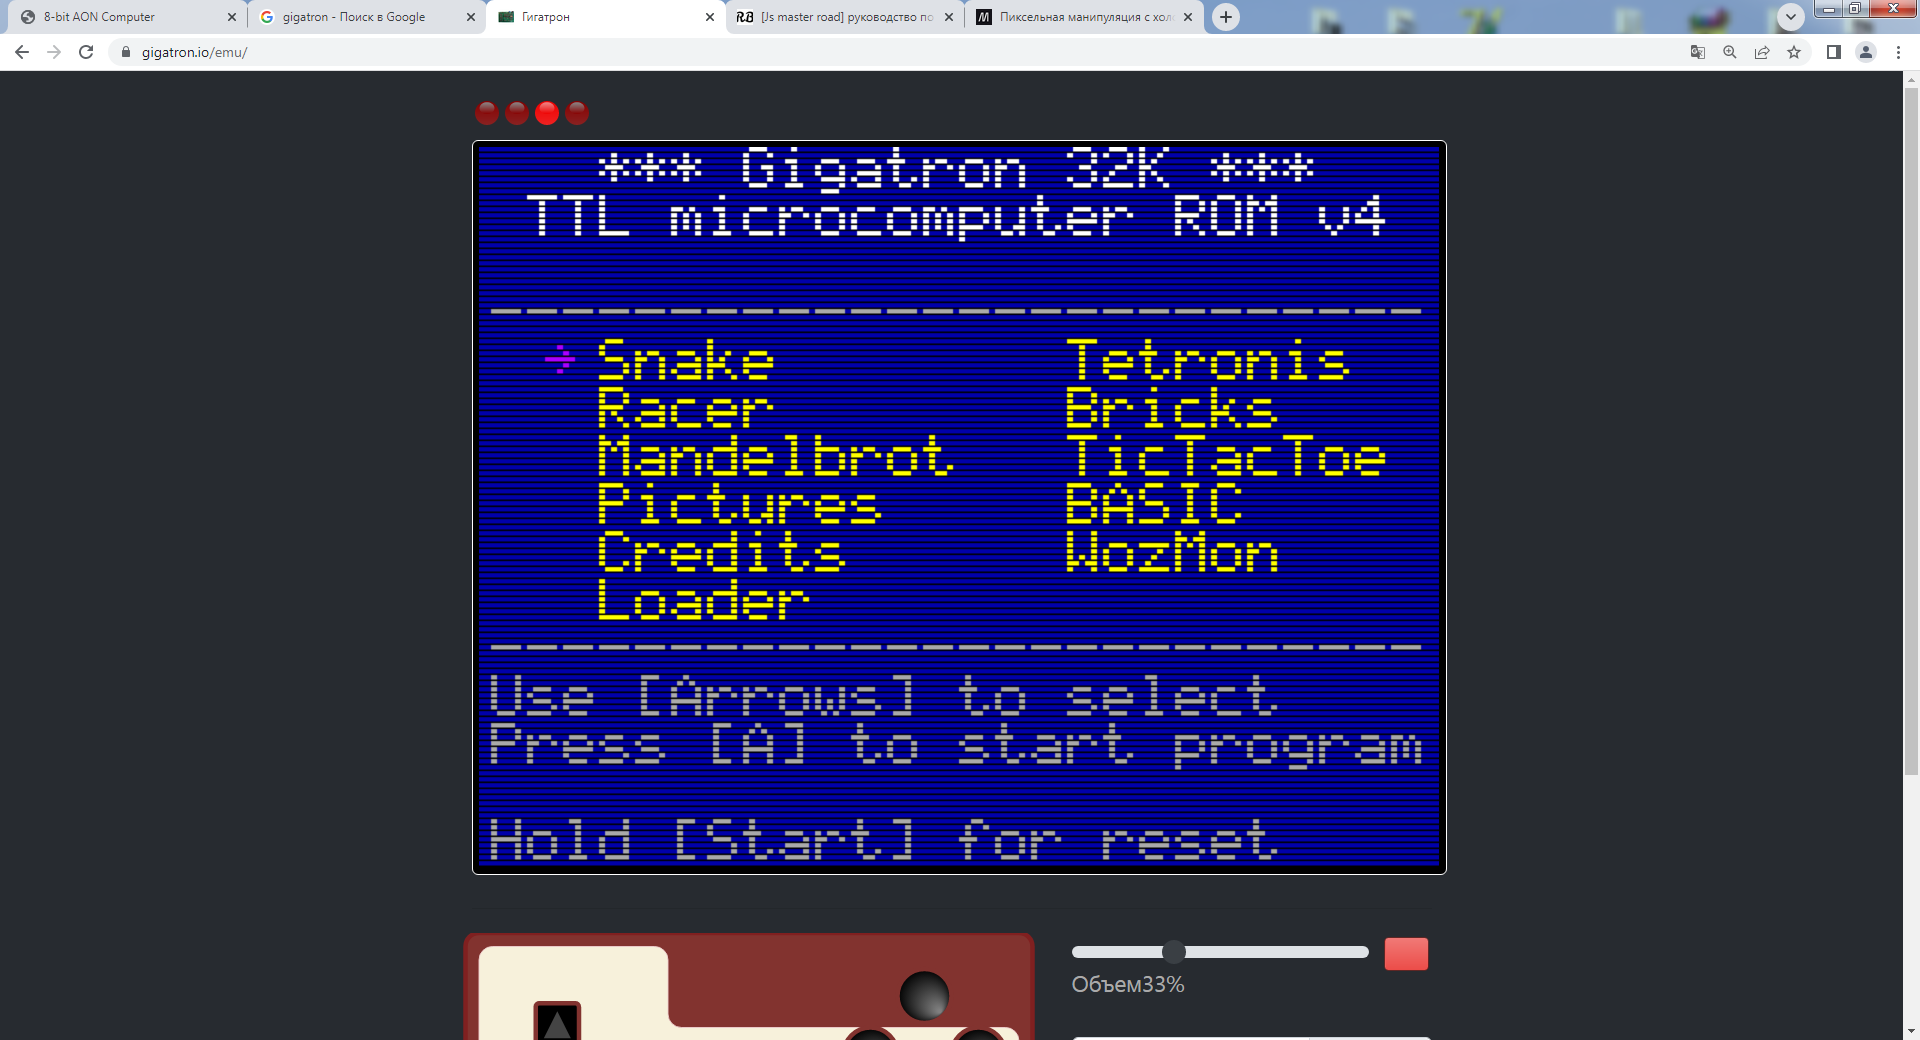 8-bit AON Computer
gigatron - Поиск в Google
Гигатрон
[Js master road] руководство по
Пиксельная манипуляция с хол
gigatron.io/emu/
*** Gigatron 32K ***
TTL microcomputer ROM v4
Snake Tetronis
Racer Bricks
Mandelbrot TicTacToe
Pictures BASIC
Credits WozMon
Loader
Use [Arrows] to select
Press [A] to start program
Hold [Start] for reset
Объем33%